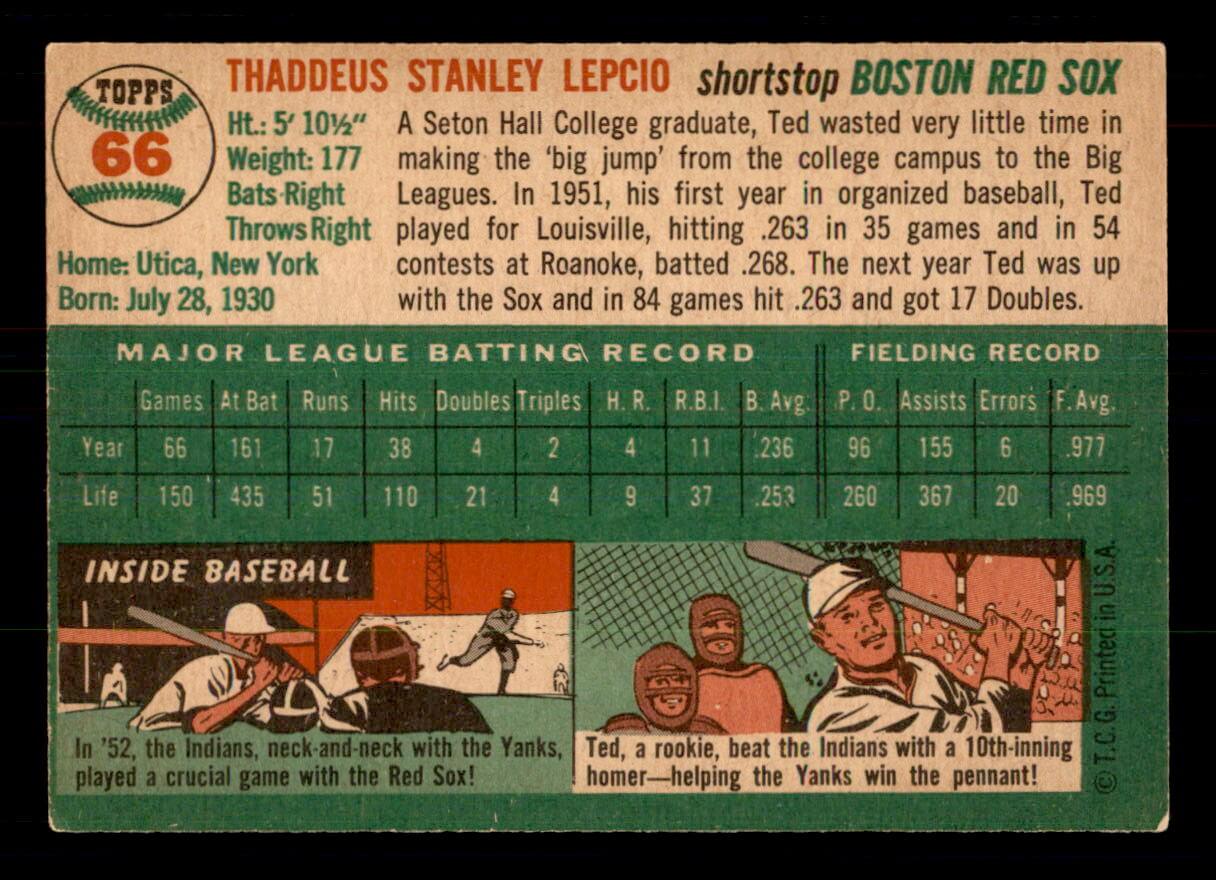 TOPPS
66
THADDEUS STANLEY LEPCIO shortstop BOSTON RED SOX
Ht.: 5' 10½"
Weight: 177
Bats Right
Throws Right
Home: Utica, New York
Born: July 28, 1930
A Seton Hall College graduate, Ted wasted very little time in
making the 'big jump' from the college campus to the Big
Leagues. In 1951, his first year in organized baseball, Ted
played for Louisville, hitting .263 in 35 games and in 54
contests at Roanoke, batted .268. The next year Ted was up
with the Sox and in 84 games hit .263 and got 17 Doubles.
MAJOR LEAGUE BATTING RECORD FIELDING RECORD
Games At Bat Runs Hits Doubles Triples H. R. R.B.I. B. Avg. P. O. Assists Errors F. Avg.
Year 66 161 17 38 4 2 4 11 .236 96 155 6 .977
Life 150 435 51 110 21 4 9 37 .253 260 367 20 .969
INSIDE BASEBALL
In '52, the Indians, neck-and-neck with the Yanks,
played a crucial game with the Red Sox!
Ted, a rookie, beat the Indians with a 10th-inning
homer—helping the Yanks win the pennant!
© T. C. G. Printed in U.S.A.